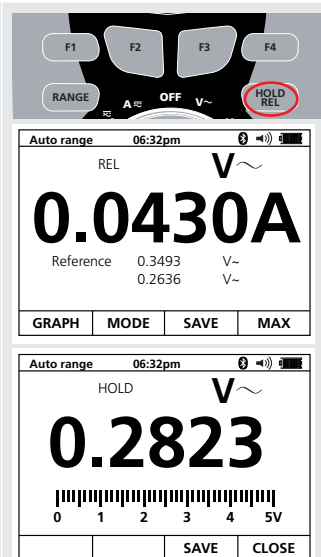 F1 F2 F3 F4
RANGE A OFF V~ HOLD
REL
Auto range 06:32pm
REL V~
0.0430A
Reference 0.3493 V~
0.2636 V~
GRAPH MODE SAVE MAX
Auto range 06:32pm
HOLD V~
0.2823
0 1 2 3 4 5V
SAVE CLOSE